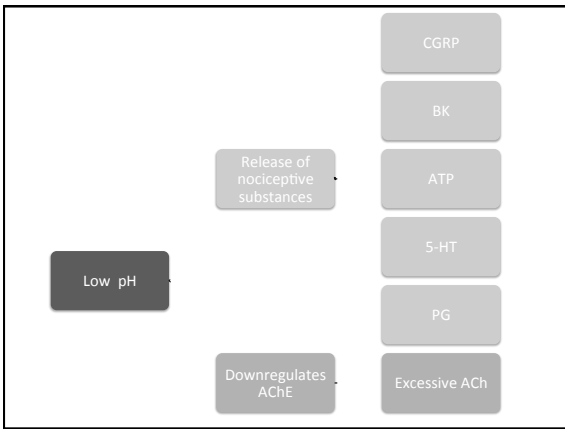 CGRP
BK
Release of
nociceptive
substances
ATP
5-HT
Low pH
PG
Downregulates
AChE
Excessive ACh